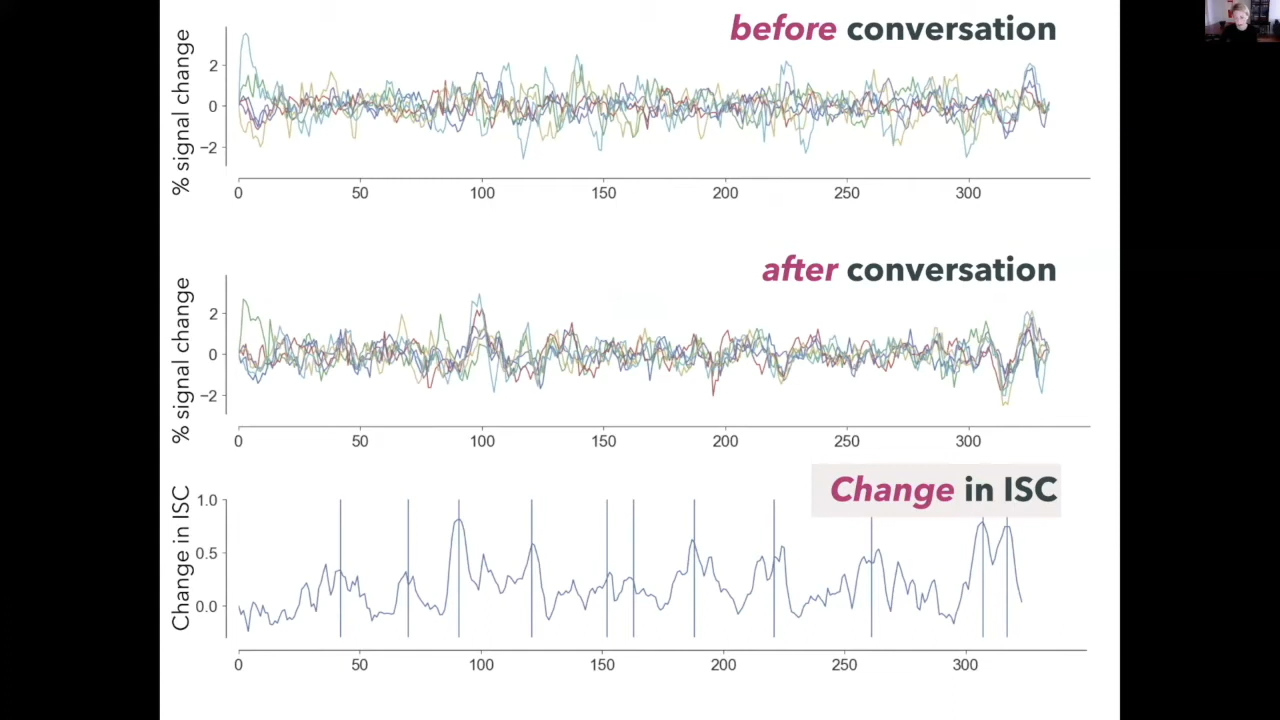 before conversation
% signal change
2
0
−2
0 50 100 150 200 250 300
after conversation
% signal change
2
0
−2
0 50 100 150 200 250 300
Change in ISC
Change in ISC
1.0
0.5
0.0
0 50 100 150 200 250 300